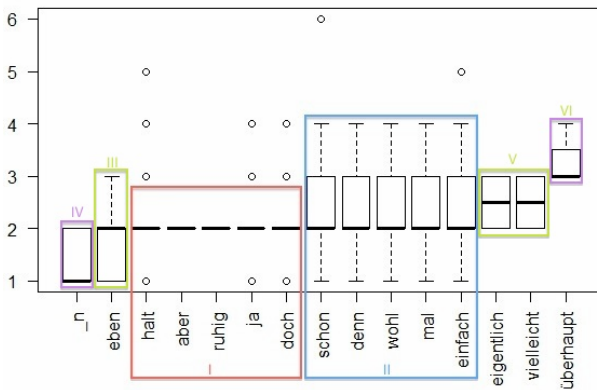 6
5
4
3
2
1
VI
III
V
IV
_n
eben
halt
aber
ruhig
ja
doch
schon
denn
wohl
mal
einfach
eigentlich
vielleicht
überhaupt
I
II